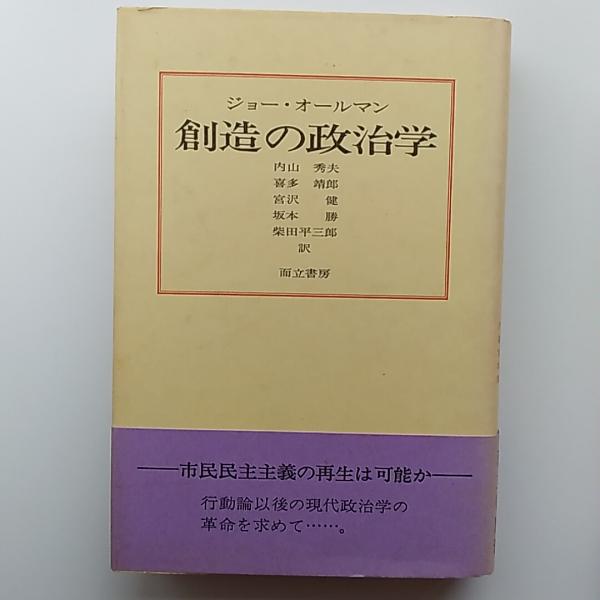 ジョー・オールマン
創造の政治学
内山 秀夫
喜多 靖郎
宮沢 健
坂本 勝
柴田平三郎
訳
而立書房
——市民民主主義の再生は可能か——
行動論以後の現代政治学の
革命を求めて……。